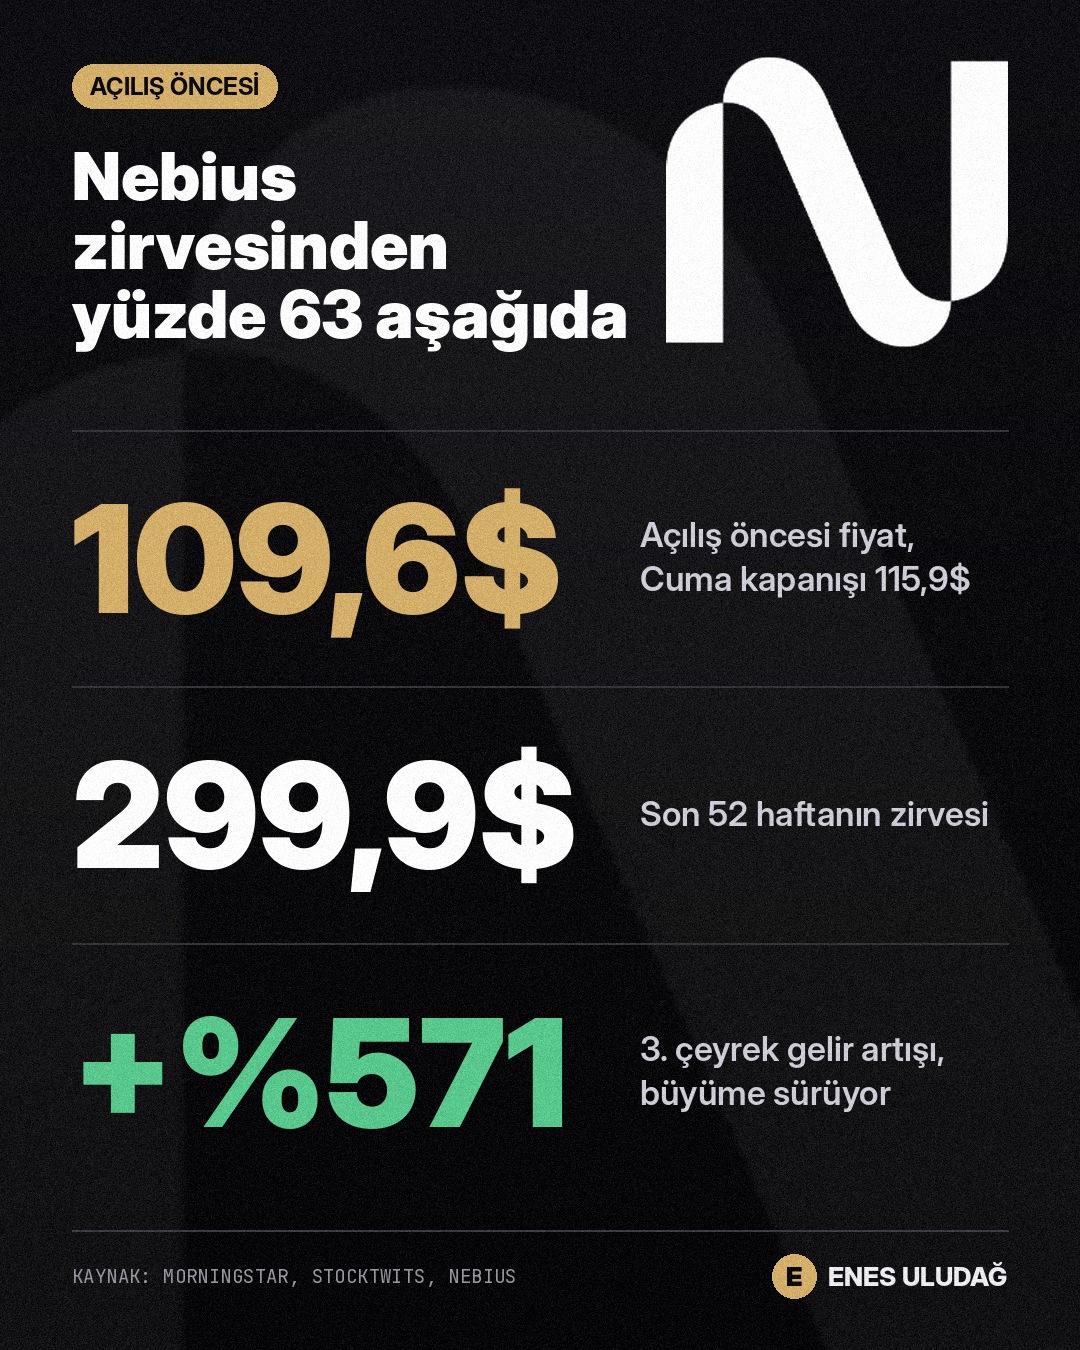 AÇILIŞ ÖNCESİ
Nebius
zirvesinden
yüzde 63 aşağıda
109,6$
Açılış öncesi fiyat,
Cuma kapanışı 115,9$
299,9$
Son 52 haftanın zirvesi
+%571
3. çeyrek gelir artışı,
büyüme sürüyor
KAYNAK: MORNINGSTAR, STOCKTWITS, NEBIUS
E ENES ULUDAĞ